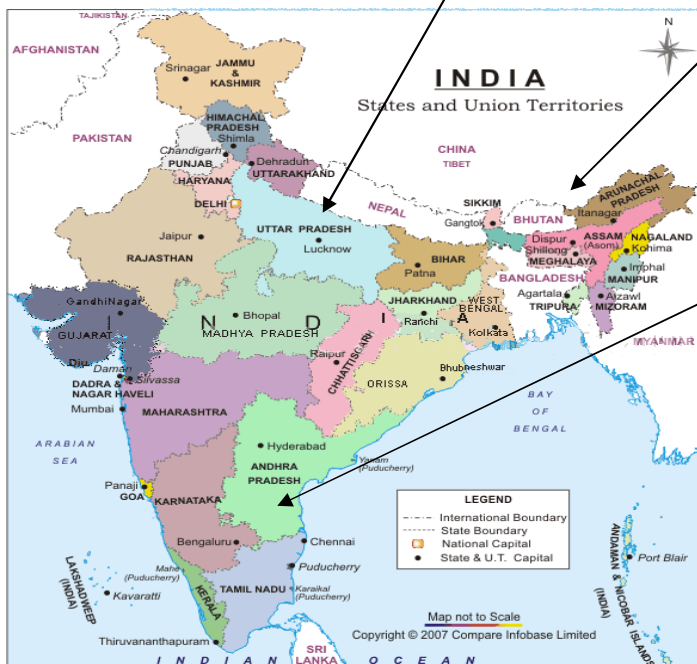 TAJIKISTAN
AFGHANISTAN
N
JAMMU
&
KASHMIR
Srinagar
INDIA
States and Union Territories
HIMACHAL
PRADESH
Shimla
PAKISTAN
Chandigarh
PUNJAB
Dehradun
UTTARAKHAND
CHINA
TIBET
HARYANA
DELHI
ARUNACHAL
PRADESH
NEPAL
SIKKIM
Gangtok
BHUTAN
Itanagar
UTTAR PRADESH
Lucknow
Jaipur
RAJASTHAN
Dispur
ASSAM
(Asom)
NAGALAND
Kohima
Shillong
MEGHALAYA
BIHAR
Patna
Imphal
MANIPUR
BANGLADESH
GandhiNagar
JHARKHAND
Ranchi
WEST
BENGAL
Kolkata
Agartala
TRIPURA
Aizawl
MIZORAM
Bhopal
I N D I A
MADHYA PRADESH
GUJARAT
MYANMAR
Diu
Daman
Silvassa
DADRA &
NAGAR HAVELI
Raipur
CHHATTISGARH
ORISSA
Bhubneshwar
Mumbai
MAHARASHTRA
BAY
OF
BENGAL
ARABIAN
SEA
Hyderabad
ANDHRA
PRADESH
Yanam
(Puducherry)
Panaji
GOA
KARNATAKA
LEGEND
International Boundary
State Boundary
National Capital
State & U.T. Capital
Bengaluru
Chennai
ANDAMAN & NICOBAR ISLAND
(INDIA)
Port Blair
LAKSHADWEEP
(INDIA)
Kavaratti
Mahe
(Puducherry)
Puducherry
Karaikal
(Puducherry)
TAMIL NADU
KERALA
Map not to Scale
Copyright © 2007 Compare Infobase Limited
Thiruvananthapuram
SRI
LANKA
INDIAN OCEAN